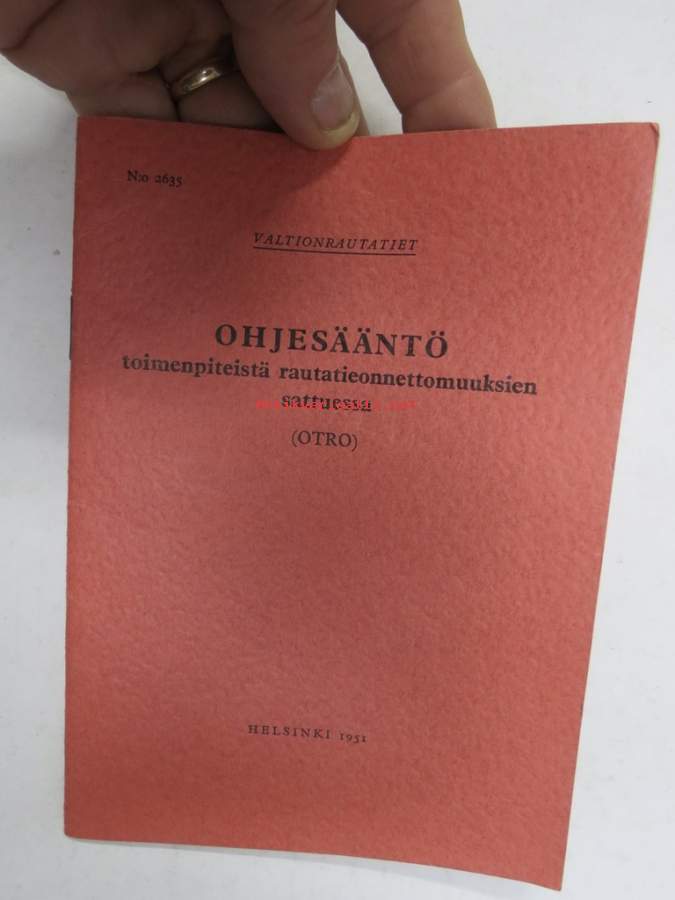 N:o 2635
VALTIONRAUTATIET
OHJESÄÄNTÖ
toimenpiteistä rautatieonnettomuuksien
sattuessa
(OTRO)
HELSINKI 1951